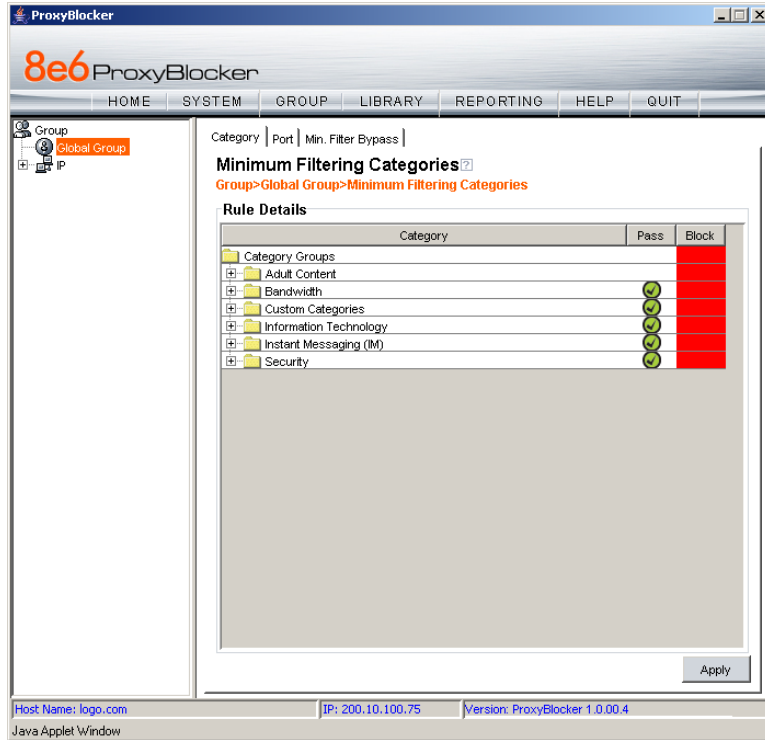 ProxyBlocker
8e6 ProxyBlocker
HOME SYSTEM GROUP LIBRARY REPORTING HELP QUIT
Group
Global Group
IP
Category Port Min. Filter Bypass
Minimum Filtering Categories?
Group>Global Group>Minimum Filtering Categories
Rule Details
Category Pass Block
Category Groups
Adult Content
Bandwidth
Custom Categories
Information Technology
Instant Messaging (IM)
Security
Apply
Host Name: logo.com IP: 200.10.100.75 Version: ProxyBlocker 1.0.00.4
Java Applet Window